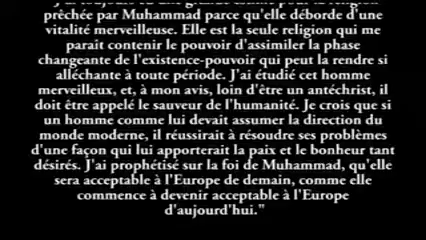 "J'ai toujours eu une grande estime pour la religion
prêchée par Muhammad parce qu'elle déborde d'une
vitalité merveilleuse. Elle est la seule religion qui me
paraît contenir le pouvoir d'assimiler la phase
changeante de l'existence-pouvoir qui peut la rendre si
alléchante à toute période. J'ai étudié cet homme
merveilleux, et, à mon avis, loin d'être un antéchrist, il
doit être appelé le sauveur de l'humanité. Je crois que si
un homme comme lui devait assumer la direction du
monde moderne, il réussirait à résoudre ses problèmes
d'une façon qui lui apporterait la paix et le bonheur tant
désirés. J'ai prophétisé sur la foi de Muhammad, qu'elle
sera acceptable à l'Europe de demain, comme elle
commence à devenir acceptable à l'Europe
d'aujourd'hui."